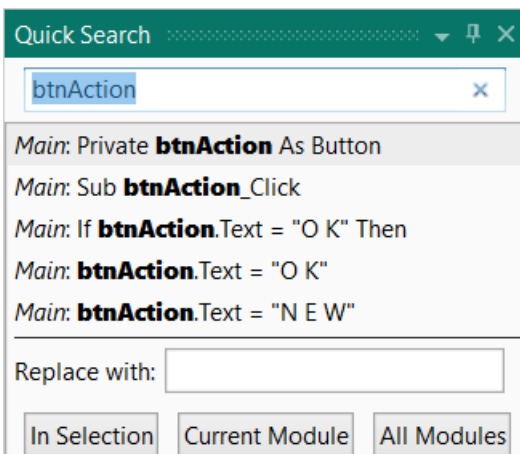 Quick Search
btnAction
Main: Private btnAction As Button
Main: Sub btnAction_Click
Main: If btnAction.Text = "O K" Then
Main: btnAction.Text = "O K"
Main: btnAction.Text = "N E W"
Replace with:
In Selection Current Module All Modules